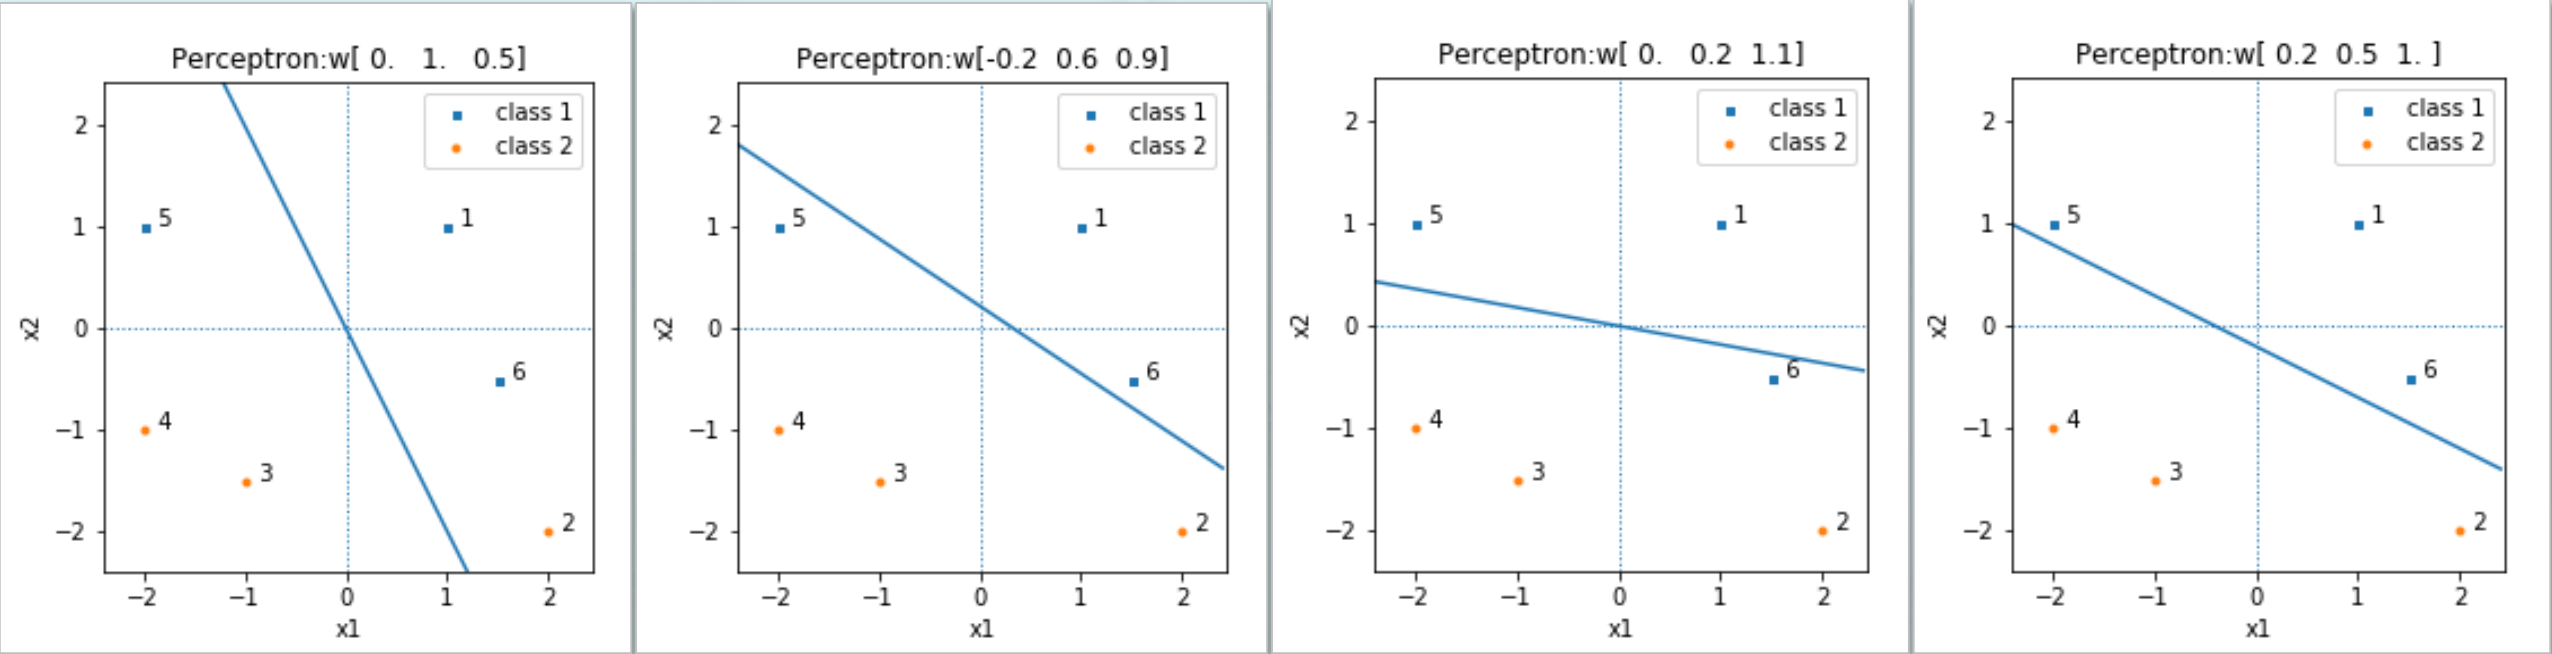 Perceptron:w[ 0. 1. 0.5]
class 1
class 2
2
1
0
−1
−2
x2
5
1
6
4
3
2
−2 −1 0 1 2
x1
Perceptron:w[-0.2 0.6 0.9]
class 1
class 2
2
1
0
−1
−2
x2
5
1
6
4
3
2
−2 −1 0 1 2
x1
Perceptron:w[ 0. 0.2 1.1]
class 1
class 2
2
1
0
−1
−2
x2
5
1
6
4
3
2
−2 −1 0 1 2
x1
Perceptron:w[ 0.2 0.5 1. ]
class 1
class 2
2
1
0
−1
−2
x2
5
1
6
4
3
2
−2 −1 0 1 2
x1